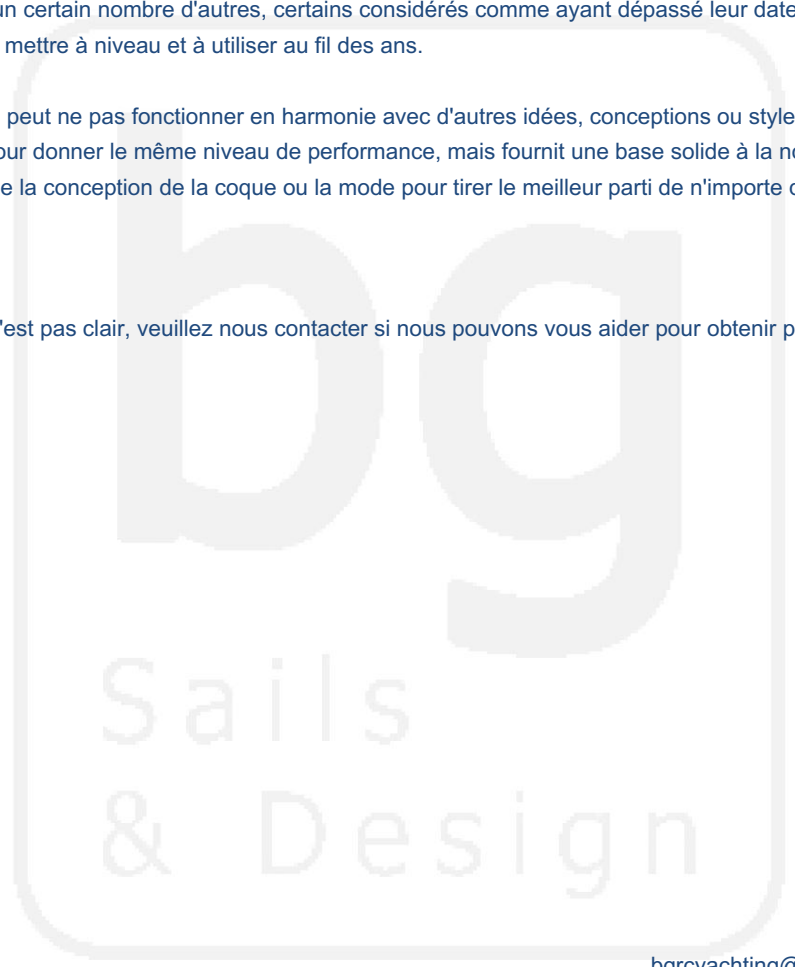 un certain nombre d'autres, certains considérés comme ayant dépassé leur date
mettre à niveau et à utiliser au fil des ans.
peut ne pas fonctionner en harmonie avec d'autres idées, conceptions ou style
our donner le même niveau de performance, mais fournit une base solide à la
e la conception de la coque ou la mode pour tirer le meilleur parti de n'importe
'est pas clair, veuillez nous contacter si nous pouvons vous aider pour obtenir p
bg
Sails
& Design
bgrcyachting@